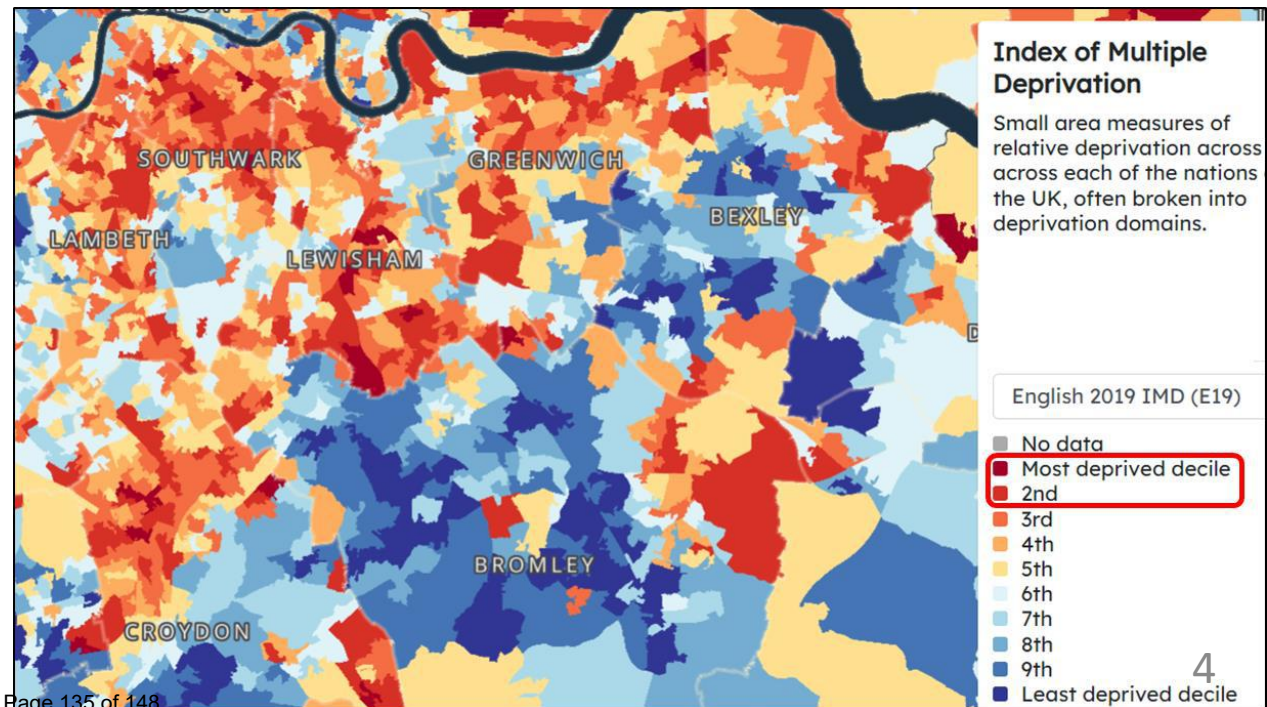 SOUTHWARK
GREENWICH
BEXLEY
LAMBETH
LEWISHAM
BROMLEY
CROYDON
Index of Multiple
Deprivation
Small area measures of
relative deprivation across
across each of the nations
the UK, often broken into
deprivation domains.
English 2019 IMD (E19)
No data
Most deprived decile
2nd
3rd
4th
5th
6th
7th
8th
9th
Least deprived decile
4
Page 135 of 148